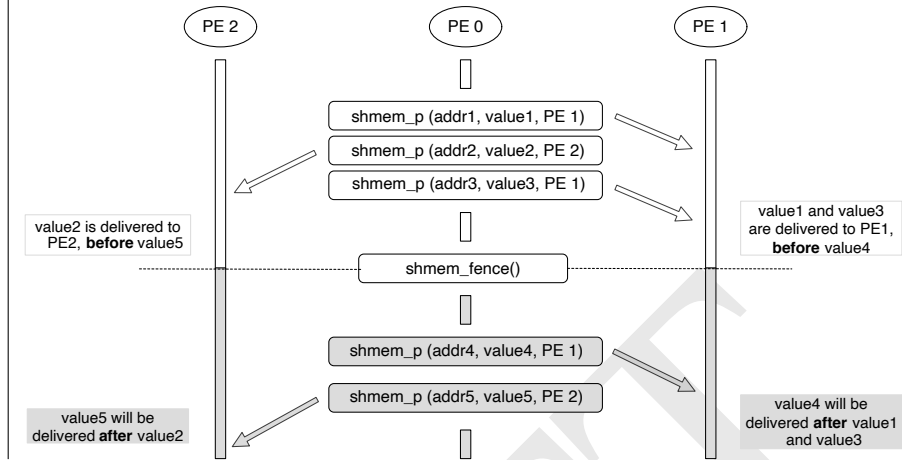 PE 2
PE 0
PE 1
shmem_p (addr1, value1, PE 1)
shmem_p (addr2, value2, PE 2)
shmem_p (addr3, value3, PE 1)
value2 is delivered to
PE2, before value5
value1 and value3
are delivered to PE1,
before value4
shmem_fence()
shmem_p (addr4, value4, PE 1)
shmem_p (addr5, value5, PE 2)
value5 will be
delivered after value2
value4 will be
delivered after value1
and value3